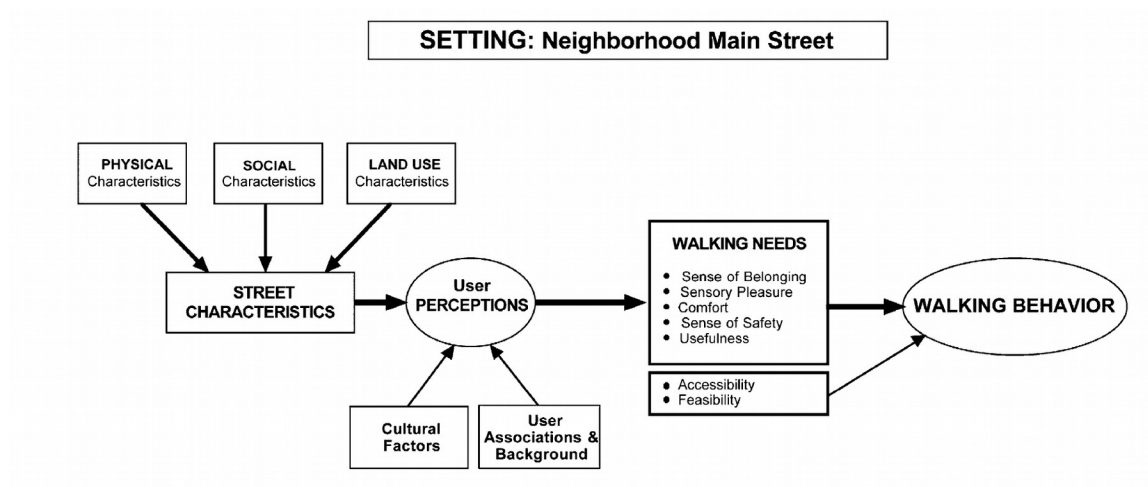 SETTING: Neighborhood Main Street
PHYSICAL
Characteristics
SOCIAL
Characteristics
LAND USE
Characteristics
STREET
CHARACTERISTICS
User
PERCEPTIONS
Cultural
Factors
User
Associations &
Background
WALKING NEEDS
• Sense of Belonging
• Sensory Pleasure
• Comfort
• Sense of Safety
• Usefulness
• Accessibility
• Feasibility
WALKING BEHAVIOR